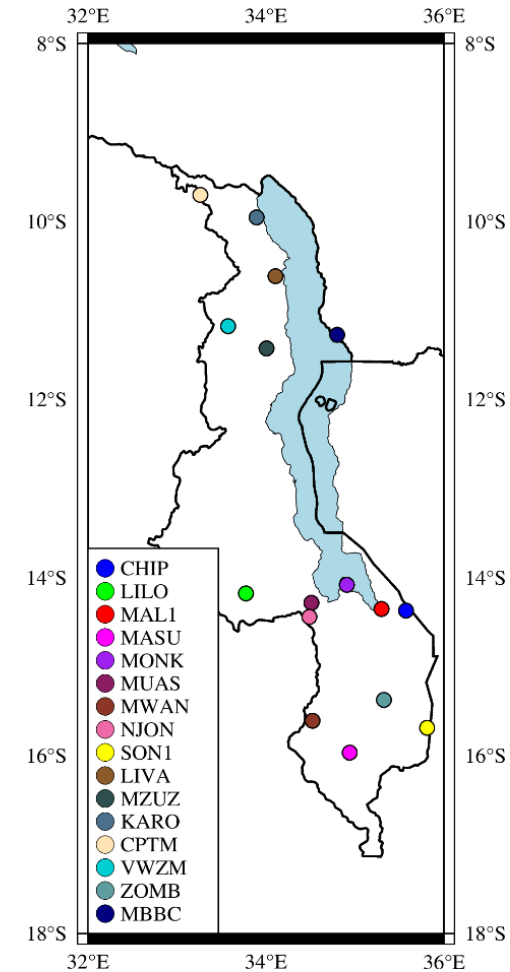 32°E 34°E 36°E
8°S 8°S
10°S 10°S
12°S 12°S
14°S 14°S
CHIP
LILO
MAL1
MASU
MONK
MUAS
MWAN
NJON
SON1
LIVA
MZUZ
KARO
CPTM
VWZM
ZOMB
MBBC
16°S 16°S
18°S 18°S
32°E 34°E 36°E